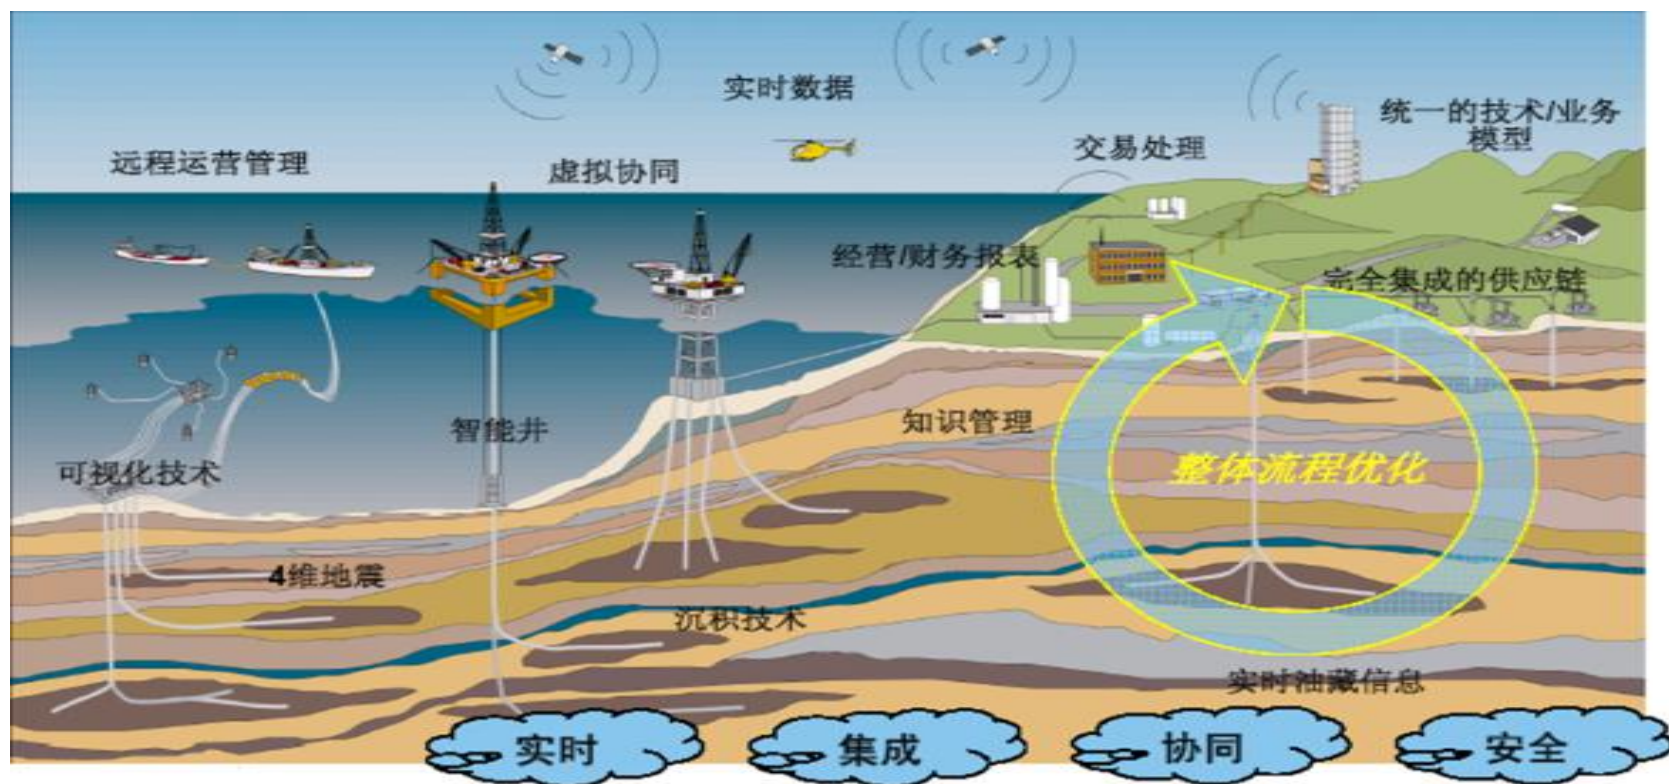 实时数据
统一的技术/业务
模型
交易处理
远程运营管理
虚拟协同
经营/财务报表
完全集成的供应链
知识管理
智能井
可视化技术
整体流程优化
4维地震
沉积技术
实时油藏信息
实时
集成
协同
安全